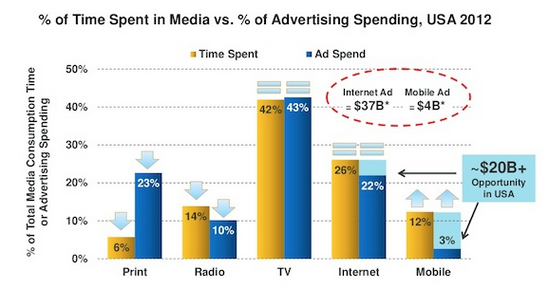 % of Time Spent in Media vs. % of Advertising Spending, USA 2012
Time Spent
Ad Spend
% of Total Media Consumption Time
or Advertising Spending
50%
40%
30%
20%
10%
0%
6%
23%
14%
10%
42%
43%
26%
22%
12%
3%
Internet Ad
= $37B*
Mobile Ad
= $4B*
~$20B+
Opportunity
in USA
Print
Radio
TV
Internet
Mobile